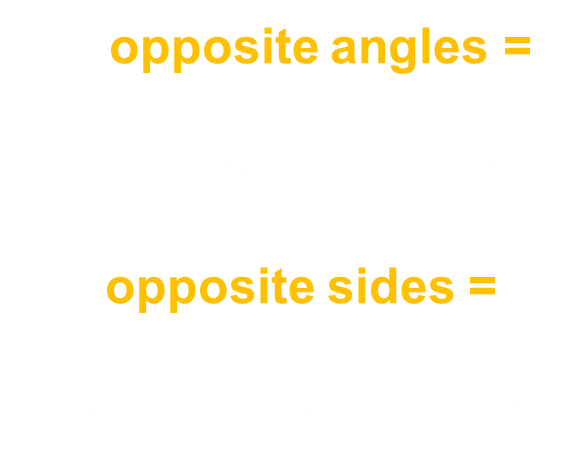 opposite angles =
opposite sides =